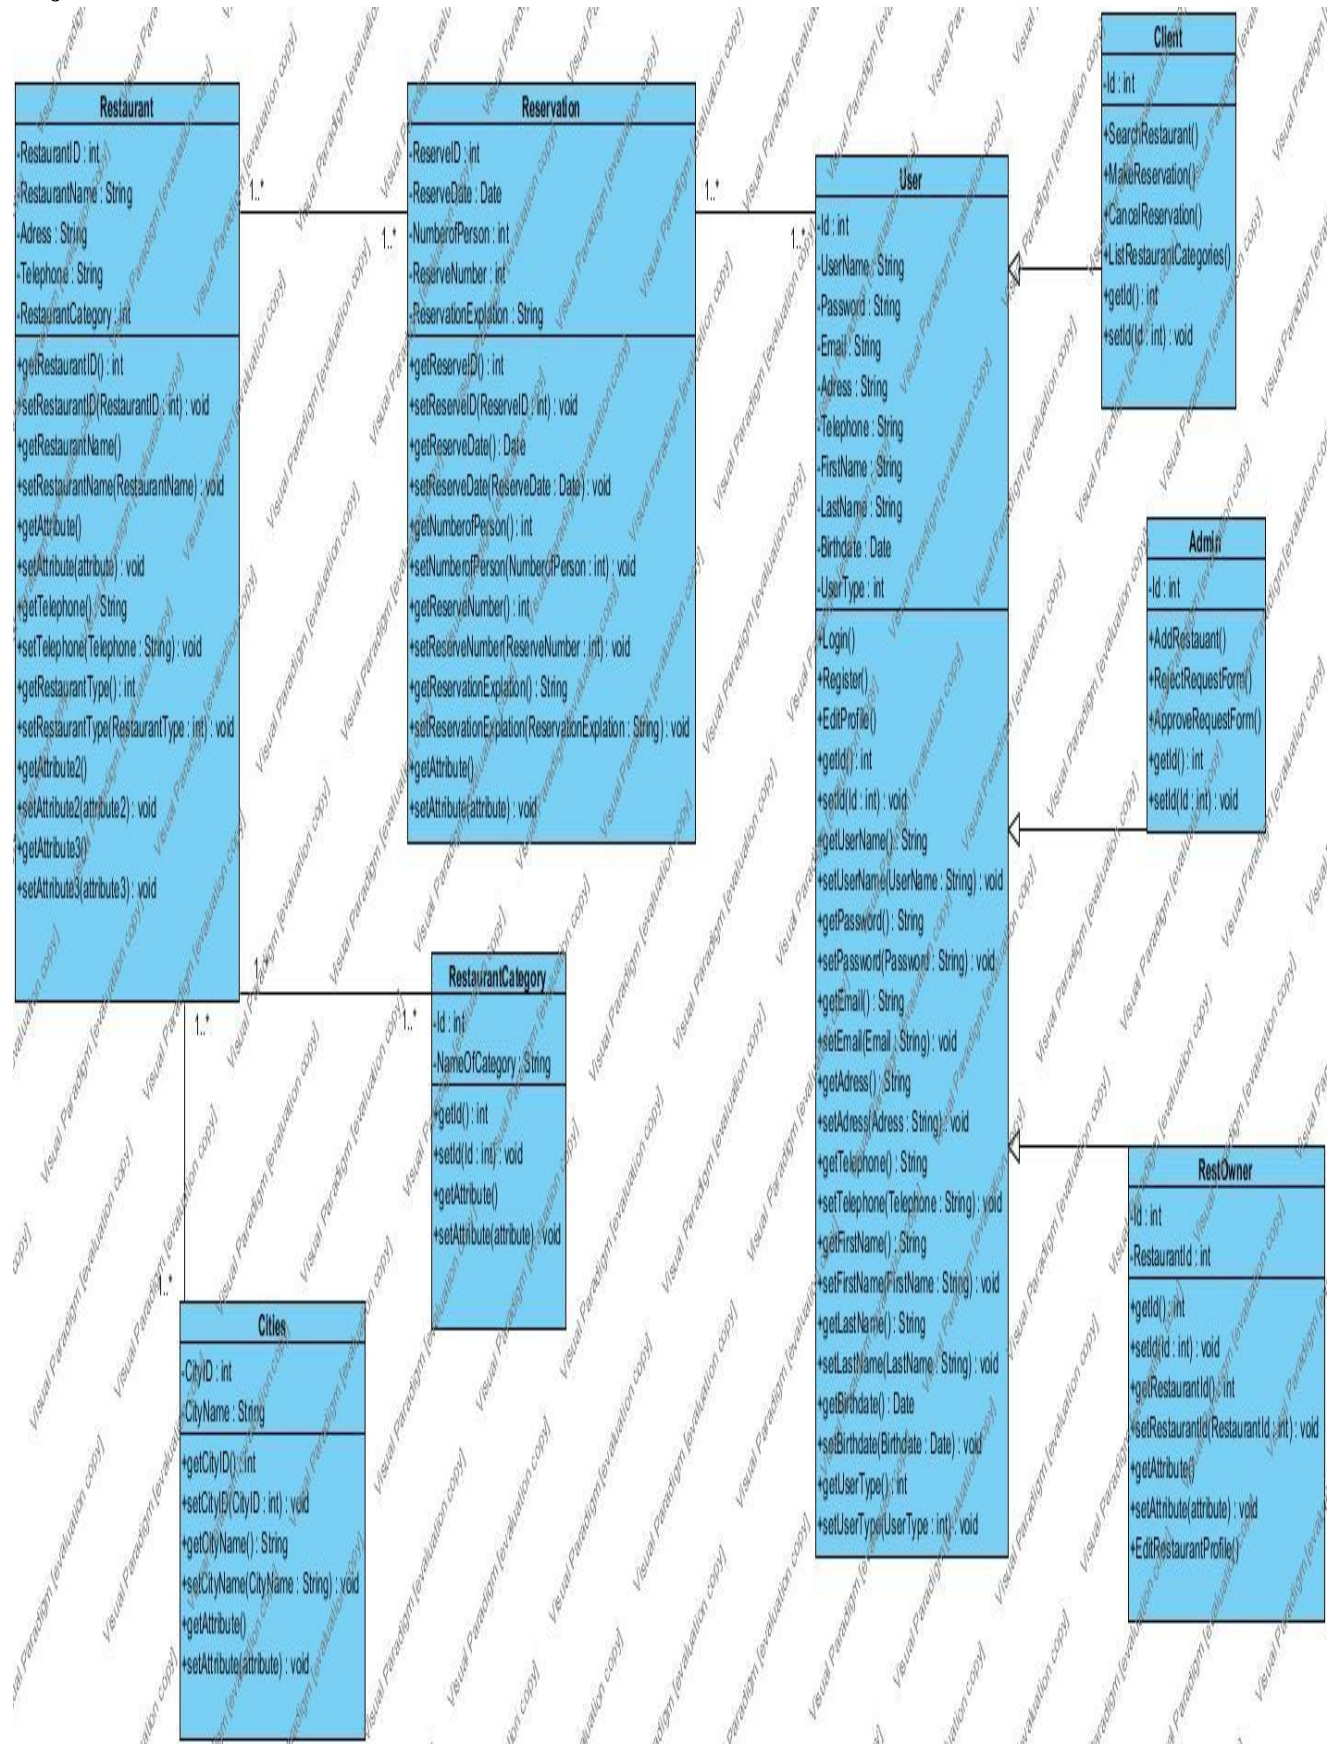 Restaurant
-RestaurantID : int
-RestaurantName : String
-Adress : String
-Telephone : String
-RestaurantCategory : int
+getRestaurantID() : int
+setRestaurantID(RestaurantID : int) : void
+getRestaurantName()
+setRestaurantName(RestaurantName) : void
+getAttribute()
+setAttribute(attribute) : void
+getTelephone() : String
+setTelephone(Telephone : String) : void
+getRestaurantType() : int
+setRestaurantType(RestaurantType : int) : void
+getAttribute2()
+setAttribute2(attribute2) : void
+getAttribute3()
+setAttribute3(attribute3) : void
1..*
1..*
Reservation
-ReserveID : int
-ReserveDate : Date
-NumberofPerson : int
-ReserveNumber : int
-ReservationExplation : String
+getReserveID() : int
+setReserveID(ReserveID : int) : void
+getReserveDate() : Date
+setReserveDate(ReserveDate : Date) : void
+getNumberofPerson() : int
+setNumberofPerson(NumberofPerson : int) : void
+getReserveNumber() : int
+setReserveNumber(ReserveNumber : int) : void
+getReservationExplation() : String
+setReservationExplation(ReservationExplation : String) : void
+getAttribute()
+setAttribute(attribute) : void
1..*
1..*
User
-Id : int
-UserName : String
-Password : String
-Email : String
-Adress : String
-Telephone : String
-FirstName : String
-LastName : String
-Birthdate : Date
-UserType : int
+Login()
+Register()
+EditProfile()
+getId() : int
+setId(Id : int) : void
+getUserName() : String
+setUserName(UserName : String) : void
+getPassword() : String
+setPassword(Password : String) : void
+getEmail() : String
+setEmail(Email : String) : void
+getAdress() : String
+setAdress(Adress : String) : void
+getTelephone() : String
+setTelephone(Telephone : String) : void
+getFirstName() : String
+setFirstName(FirstName : String) : void
+getLastName() : String
+setLastName(LastName : String) : void
+getBirthdate() : Date
+setBirthdate(Birthdate : Date) : void
+getUserType() : int
+setUserType(UserType : int) : void
Client
-Id : int
+SearchRestaurant()
+MakeReservation()
+CancelReservation()
+ListRestaurantCategories()
+getId() : int
+setId(Id : int) : void
Admin
-Id : int
+AddRestauant()
+RejectRequestForm()
+ApproveRequestForm()
+getId() : int
+setId(Id : int) : void
RestOwner
-Id : int
-RestaurantId : int
+getId() : int
+setId(Id : int) : void
+getRestaurantId() : int
+setRestaurantId(RestaurantId : int) : void
+getAttribute()
+setAttribute(attribute) : void
+EditRestaurantProfile()
1..*
RestaurantCategory
-Id : int
-NameOfCategory : String
+getId() : int
+setId(Id : int) : void
+getAttribute()
+setAttribute(attribute) : void
1..*
1..*
Cities
-CityID : int
-CityName : String
+getCityID() : int
+setCityID(CityID : int) : void
+getCityName() : String
+setCityName(CityName : String) : void
+getAttribute()
+setAttribute(attribute) : void
Visual Paradigm [evaluation copy]